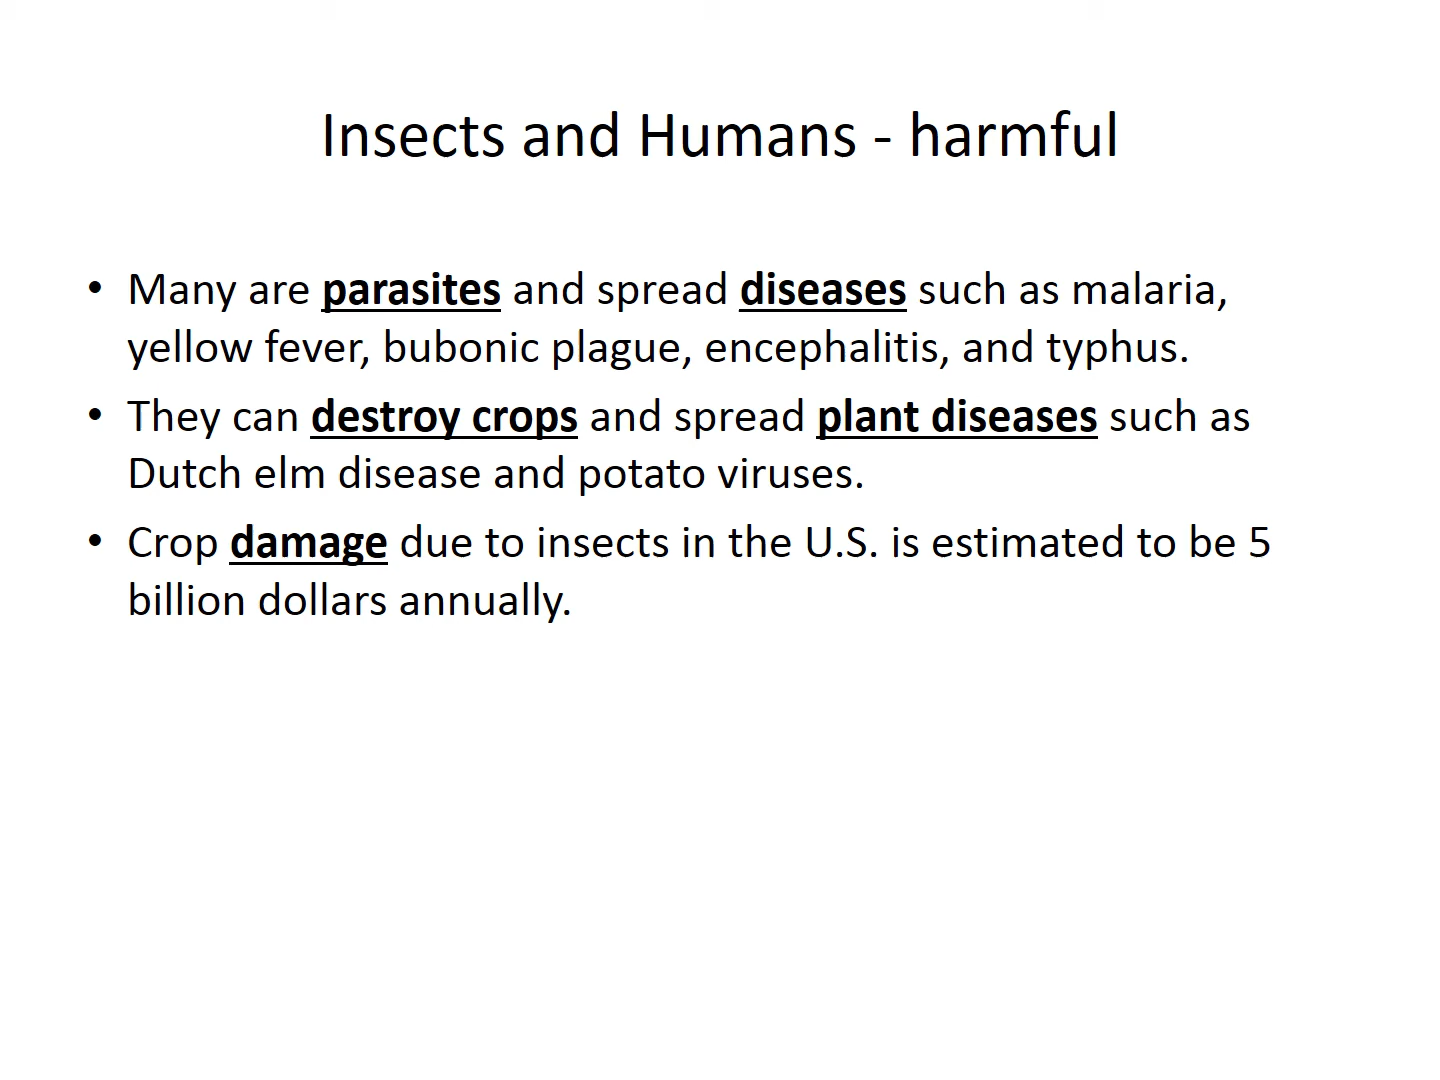 Insects and Humans - harmful
• Many are parasites and spread diseases such as malaria,
yellow fever, bubonic plague, encephalitis, and typhus.
• They can destroy crops and spread plant diseases such as
Dutch elm disease and potato viruses.
• Crop damage due to insects in the U.S. is estimated to be 5
billion dollars annually.